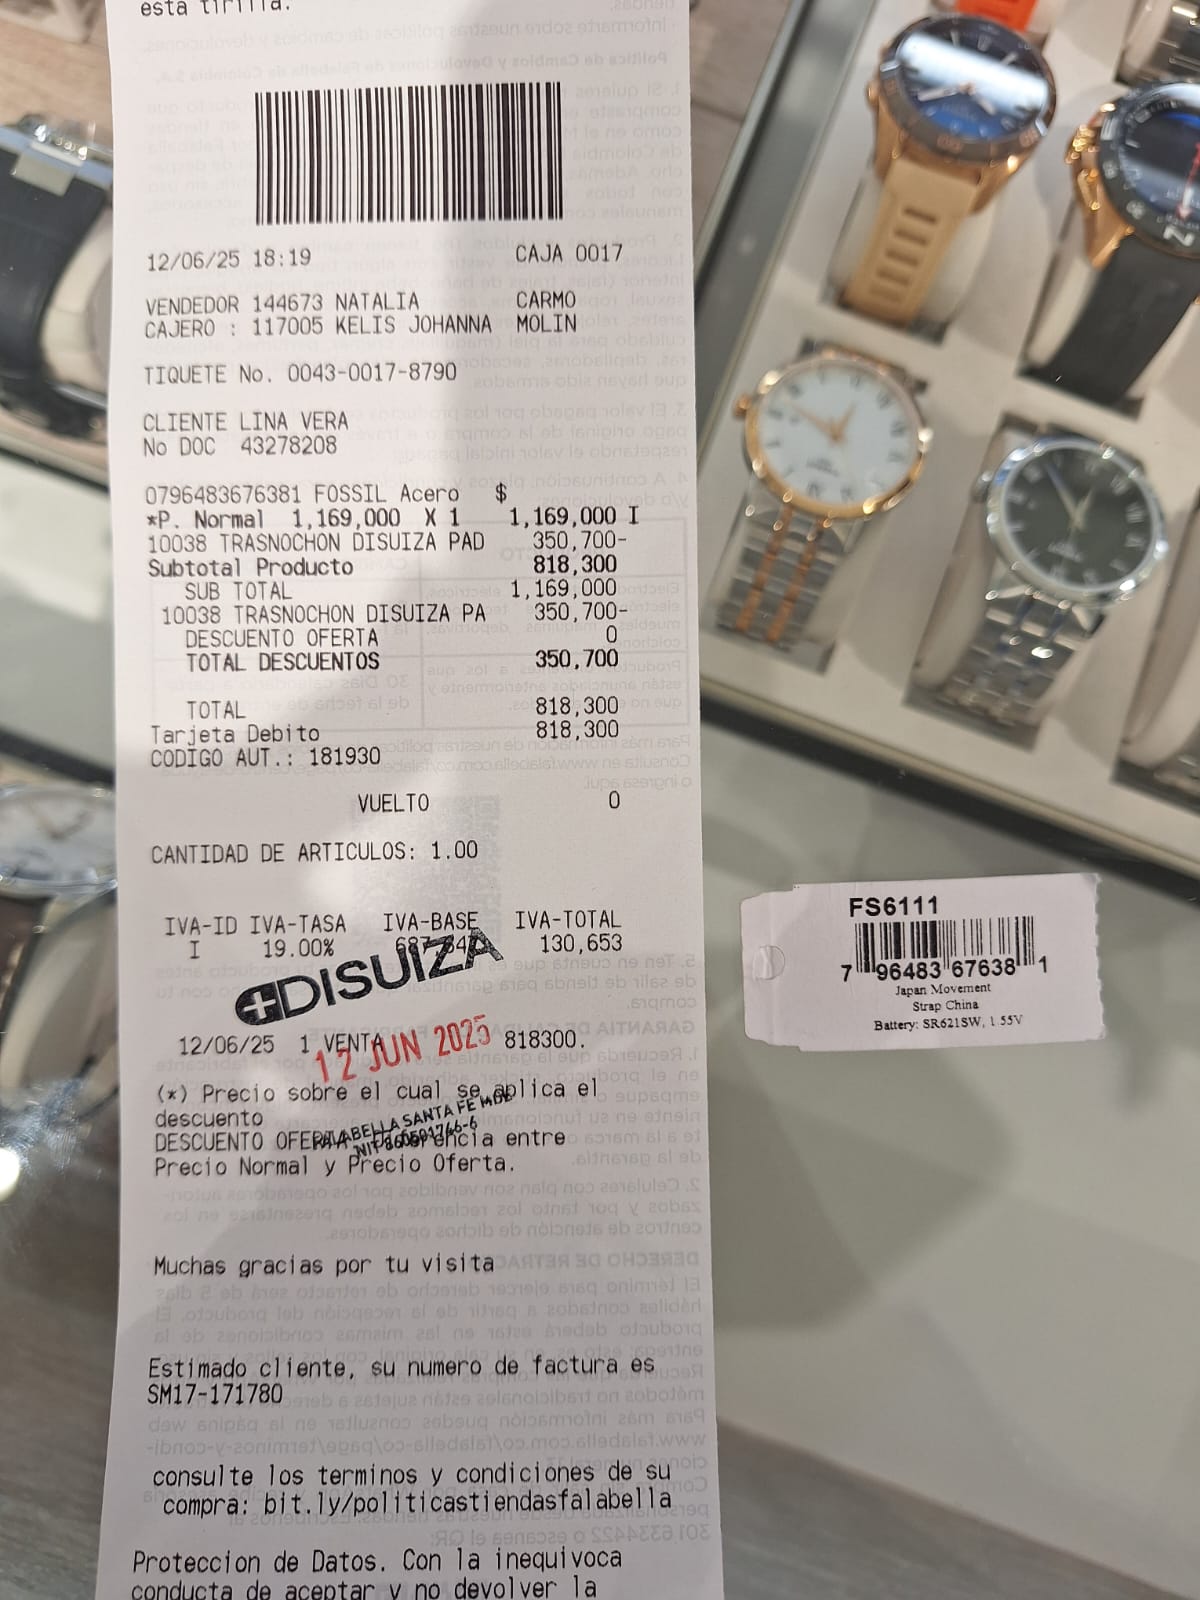 esta tirilla.
12/06/25 18:19 CAJA 0017
VENDEDOR 144673 NATALIA CARMO
CAJERO : 117005 KELIS JOHANNA MOLIN
TIQUETE No. 0043-0017-8790
CLIENTE LINA VERA
No DOC 43278208
0796483676381 FOSSIL Acero $
*P. Normal 1,169,000 X 1 1,169,000 I
10038 TRASNOCHON DISUIZA PAD 350,700-
Subtotal Producto 818,300
SUB TOTAL 1,169,000
10038 TRASNOCHON DISUIZA PA 350,700-
DESCUENTO OFERTA 0
TOTAL DESCUENTOS 350,700
TOTAL 818,300
Tarjeta Debito 818,300
CODIGO AUT.: 181930
VUELTO 0
CANTIDAD DE ARTICULOS: 1.00
IVA-ID IVA-TASA IVA-BASE IVA-TOTAL
I 19.00% 130,653
DISUIZA
12/06/25 1 VENTA 818300.
12 JUN 2025
(*) Precio sobre el cual se aplica el
descuento
FALABELLA SANTA FE MDE
NIT 860501766-6
DESCUENTO OFERTA entre
Precio Normal y Precio Oferta.
Muchas gracias por tu visita
Estimado cliente, su numero de factura es
SM17-171780
consulte los terminos y condiciones de su
compra: bit.ly/politicastiendasfalabella
Proteccion de Datos. Con la inequivoca
conducta de aceptar y no devolver la
FS6111
7 96483 67638 1
Japan Movement
Strap China
Battery: SR621SW, 1.55V